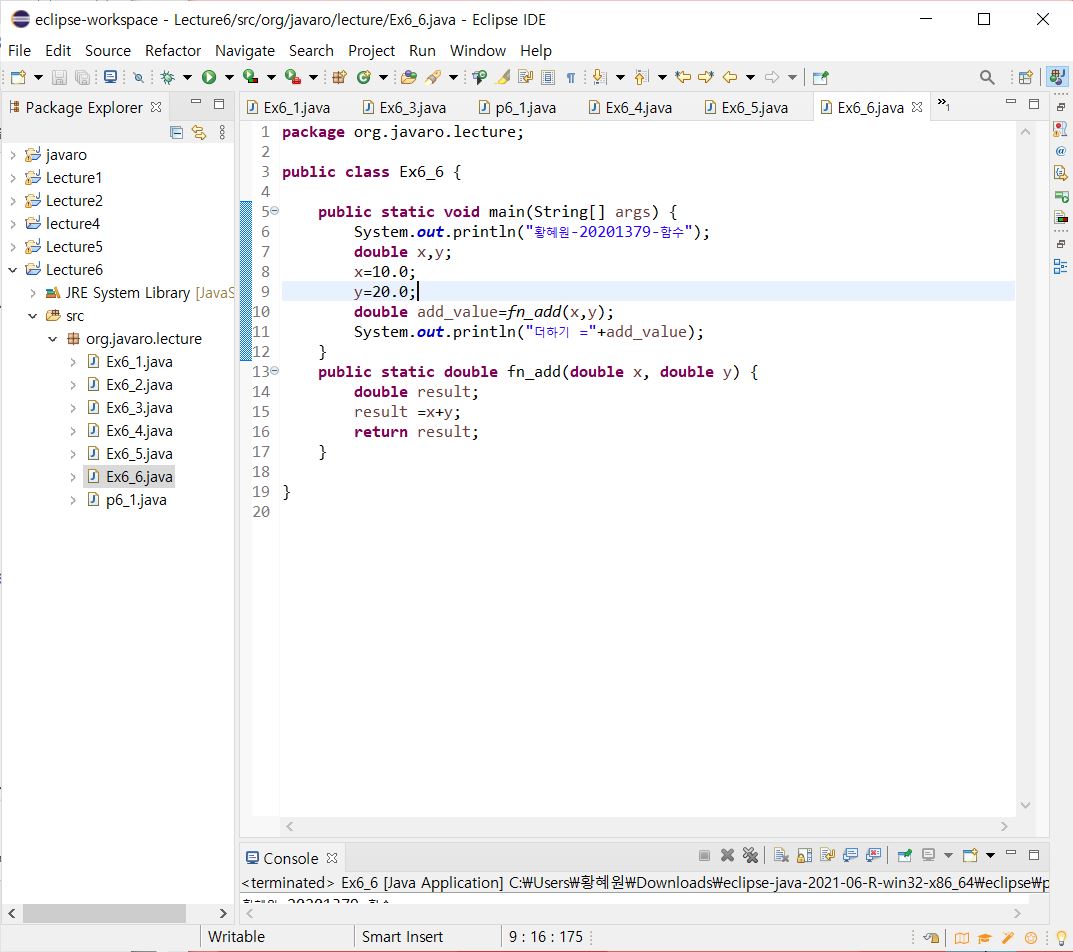 eclipse-workspace - Lecture6/src/org/javaro/lecture/Ex6_6.java - Eclipse IDE
File Edit Source Refactor Navigate Search Project Run Window Help
Package Explorer
javaro
Lecture1
Lecture2
lecture4
Lecture5
Lecture6
JRE System Library [JavaS
src
org.javaro.lecture
Ex6_1.java
Ex6_2.java
Ex6_3.java
Ex6_4.java
Ex6_5.java
Ex6_6.java
p6_1.java
Ex6_1.java Ex6_3.java p6_1.java Ex6_4.java Ex6_5.java Ex6_6.java »1
1 package org.javaro.lecture;
2
3 public class Ex6_6 {
4
5 public static void main(String[] args) {
6 System.out.println("황혜원-20201379-함수");
7 double x,y;
8 x=10.0;
9 y=20.0;
10 double add_value=fn_add(x,y);
11 System.out.println("더하기 ="+add_value);
12 }
13 public static double fn_add(double x, double y) {
14 double result;
15 result =x+y;
16 return result;
17 }
18
19 }
20
Console
<terminated> Ex6_6 [Java Application] C:₩Users₩황혜원₩Downloads₩eclipse-java-2021-06-R-win32-x86_64₩eclipse₩p
황혜원-20201379-함수
Writable Smart Insert 9 : 16 : 175